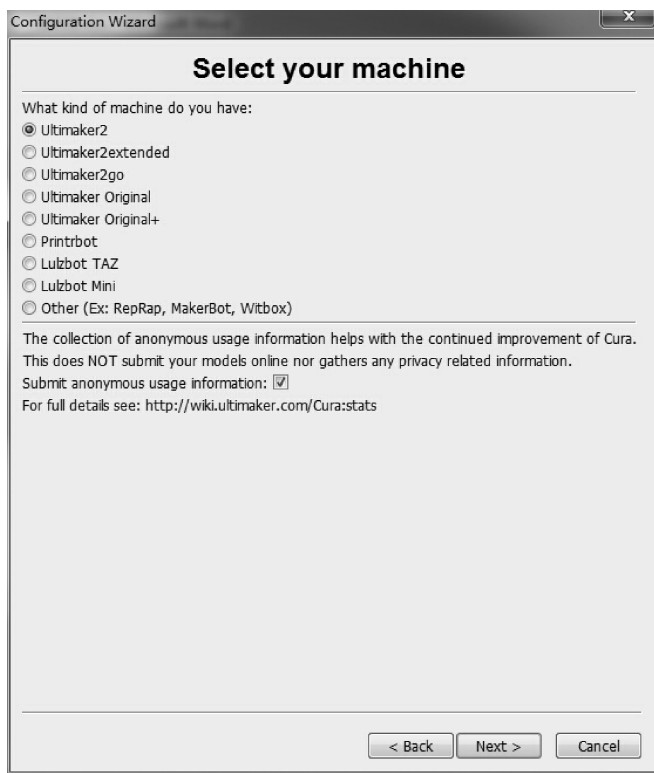 Configuration Wizard
Select your machine
What kind of machine do you have:
Ultimaker2
Ultimaker2extended
Ultimaker2go
Ultimaker Original
Ultimaker Original+
Printrbot
Lulzbot TAZ
Lulzbot Mini
Other (Ex: RepRap, MakerBot, Witbox)
The collection of anonymous usage information helps with the continued improvement of Cura.
This does NOT submit your models online nor gathers any privacy related information.
Submit anonymous usage information:
For full details see: http://wiki.ultimaker.com/Cura:stats
< Back Next > Cancel